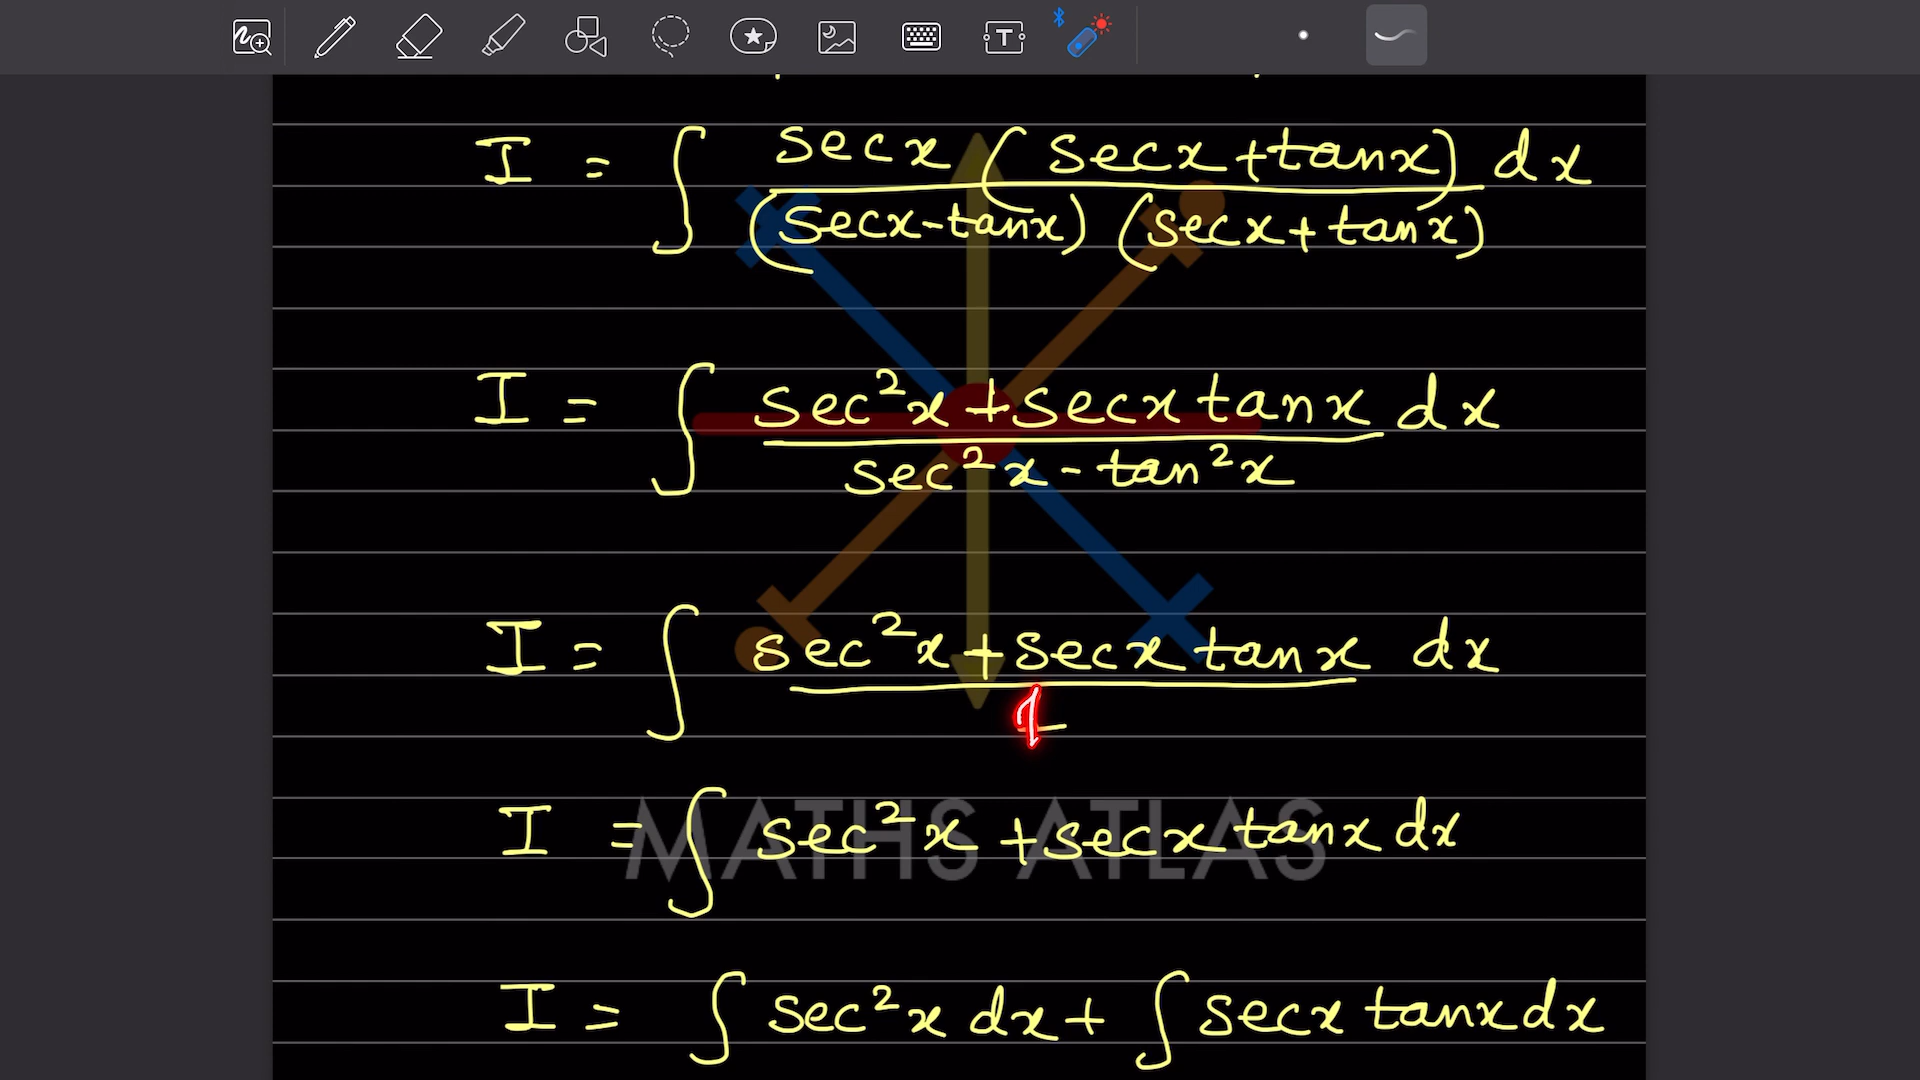 I = ∫ secx (secx+tanx) dx
(secx-tanx) (secx+tanx)
I = ∫ sec²x+secx tanx dx
sec²x-tan²x
I = ∫ sec²x+secx tanx dx
1
I = ∫ sec²x +secx tanx dx
MATHS ATLAS
I = ∫ sec²x dx + ∫ secx tanx dx